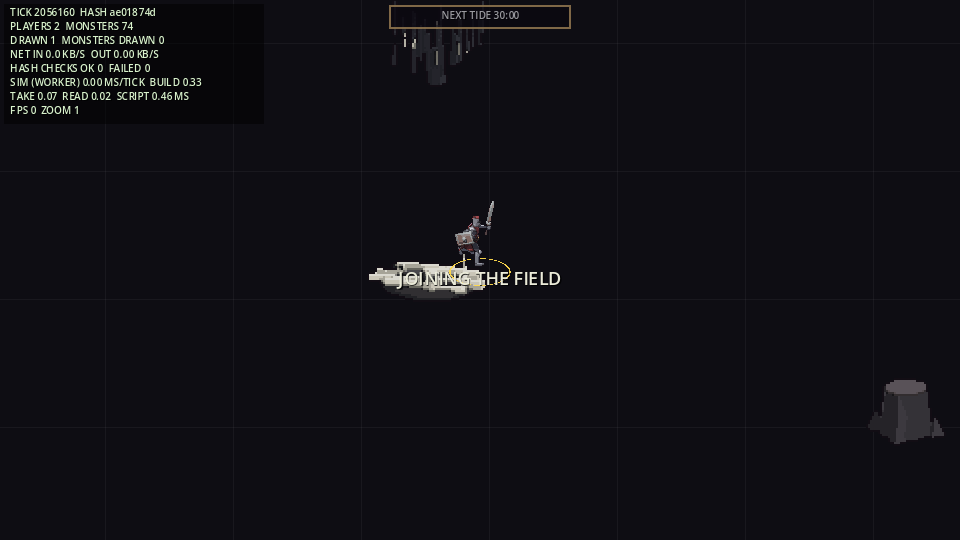 TICK 2056160 HASH ae01874d
PLAYERS 2 MONSTERS 74
DRAWN 1 MONSTERS DRAWN 0
NET IN 0.0 KB/S OUT 0.00 KB/S
HASH CHECKS OK 0 FAILED 0
SIM (WORKER) 0.00 MS/TICK BUILD 0.33
TAKE 0.07 READ 0.02 SCRIPT 0.46 MS
FPS 0 ZOOM 1
NEXT TIDE 30:00
JOINING THE FIELD